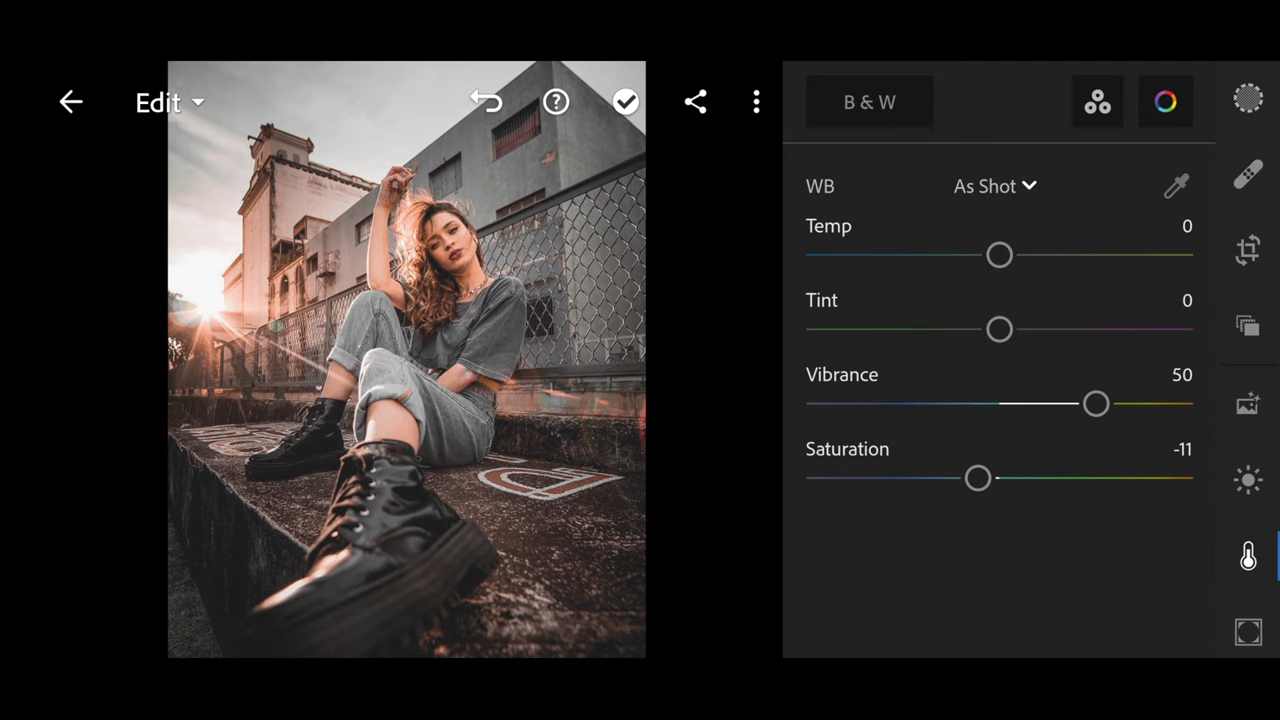 Edit
B & W
WB As Shot
Temp 0
Tint 0
Vibrance 50
Saturation -11